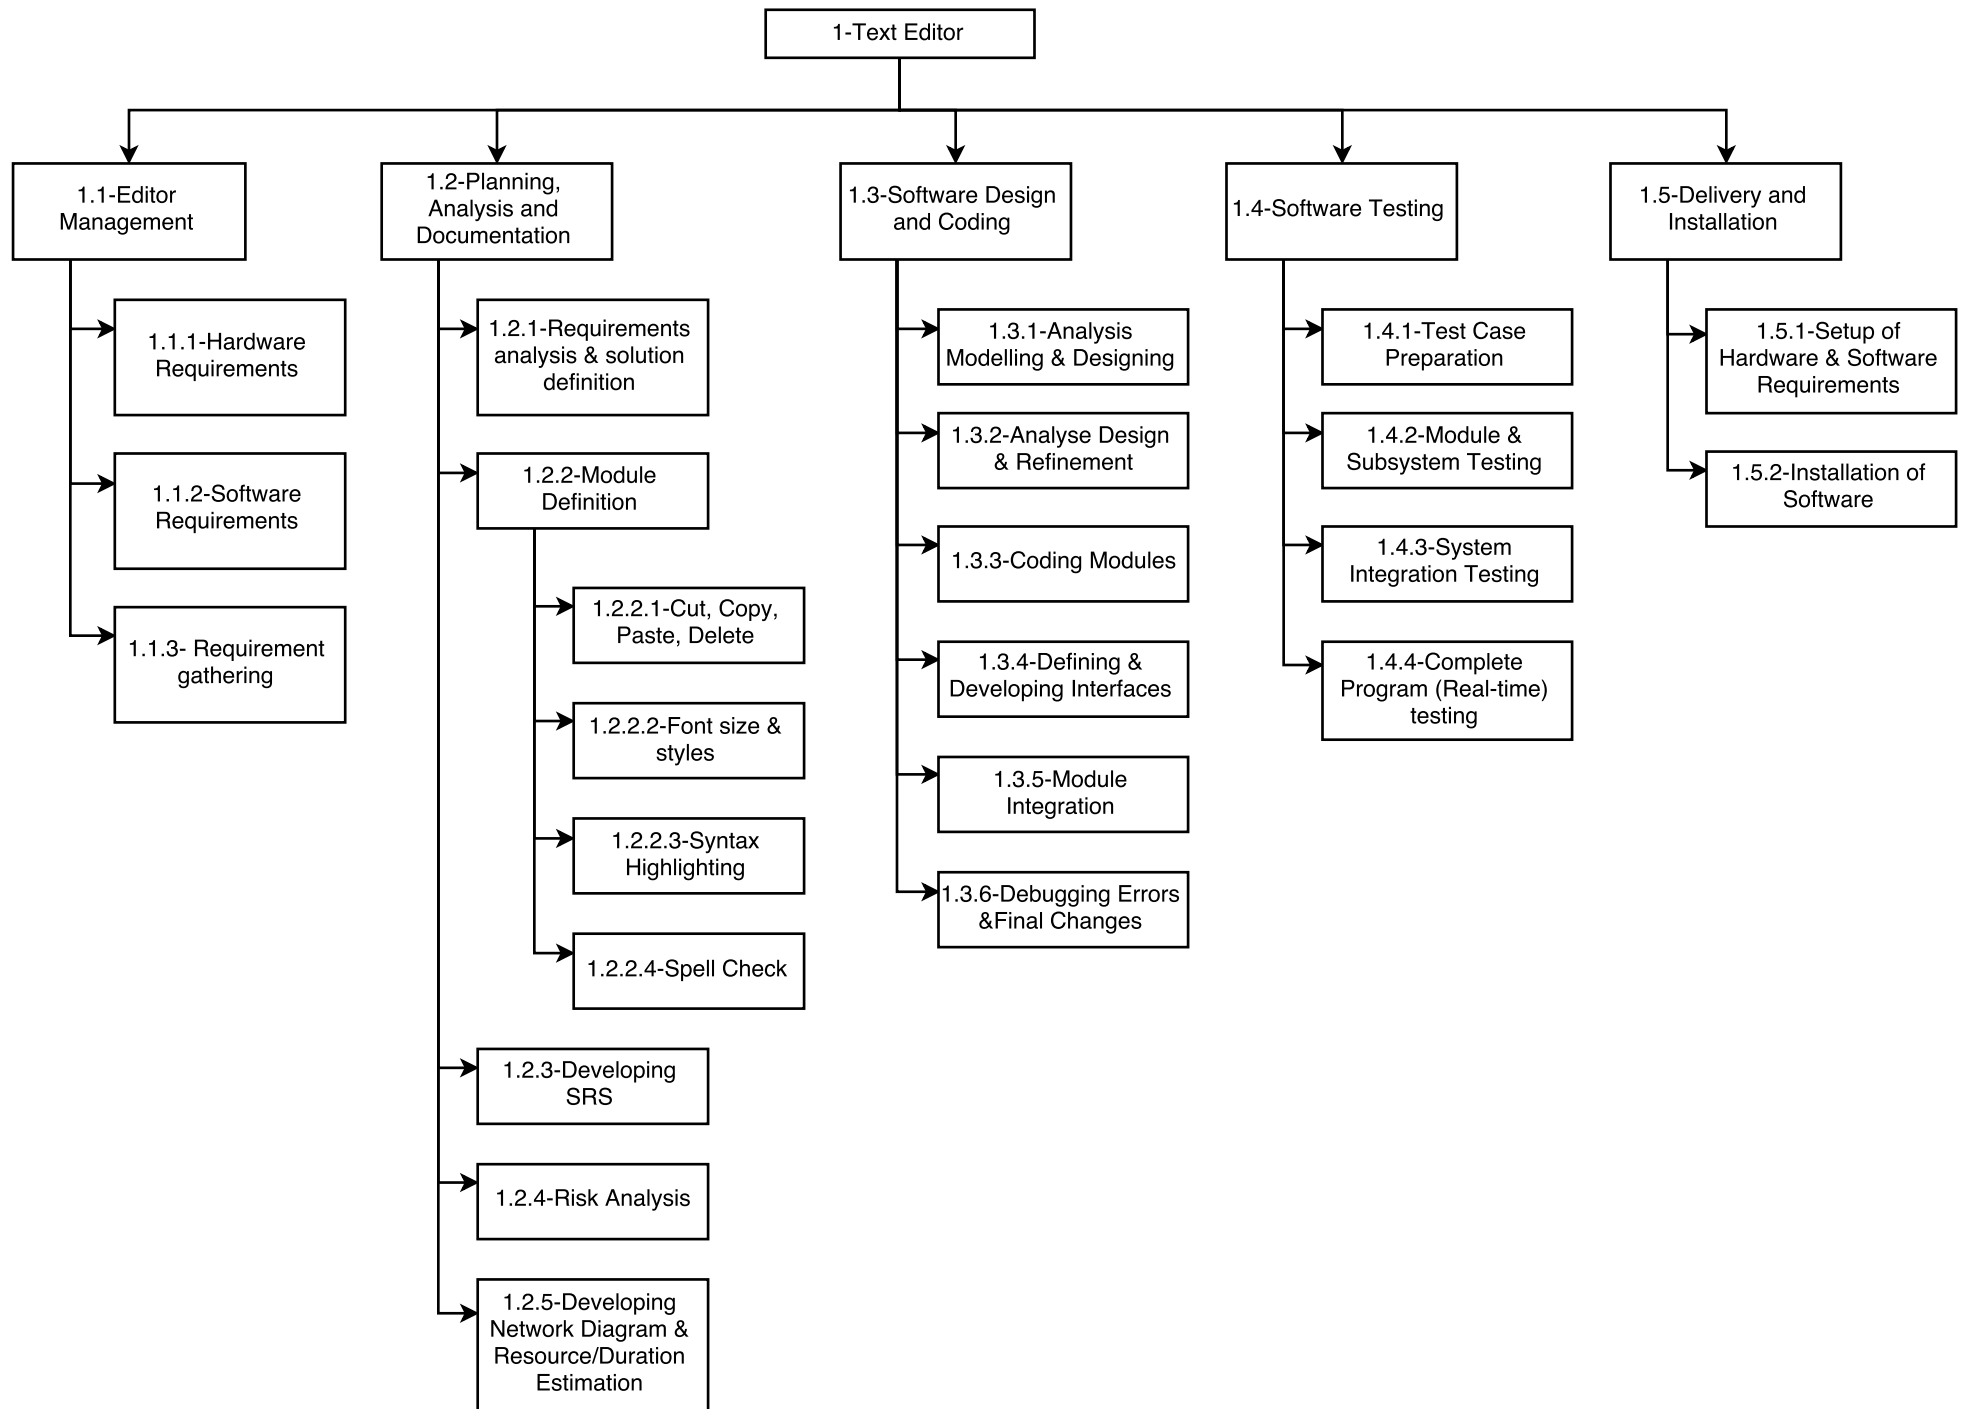 1-Text Editor
1.1-Editor
Management
1.1.1-Hardware
Requirements
1.1.2-Software
Requirements
1.1.3- Requirement
gathering
1.2-Planning,
Analysis and
Documentation
1.2.1-Requirements
analysis & solution
definition
1.2.2-Module
Definition
1.2.2.1-Cut, Copy,
Paste, Delete
1.2.2.2-Font size &
styles
1.2.2.3-Syntax
Highlighting
1.2.2.4-Spell Check
1.2.3-Developing
SRS
1.2.4-Risk Analysis
1.2.5-Developing
Network Diagram &
Resource/Duration
Estimation
1.3-Software Design
and Coding
1.3.1-Analysis
Modelling & Designing
1.3.2-Analyse Design
& Refinement
1.3.3-Coding Modules
1.3.4-Defining &
Developing Interfaces
1.3.5-Module
Integration
1.3.6-Debugging Errors
&Final Changes
1.4-Software Testing
1.4.1-Test Case
Preparation
1.4.2-Module &
Subsystem Testing
1.4.3-System
Integration Testing
1.4.4-Complete
Program (Real-time)
testing
1.5-Delivery and
Installation
1.5.1-Setup of
Hardware & Software
Requirements
1.5.2-Installation of
Software